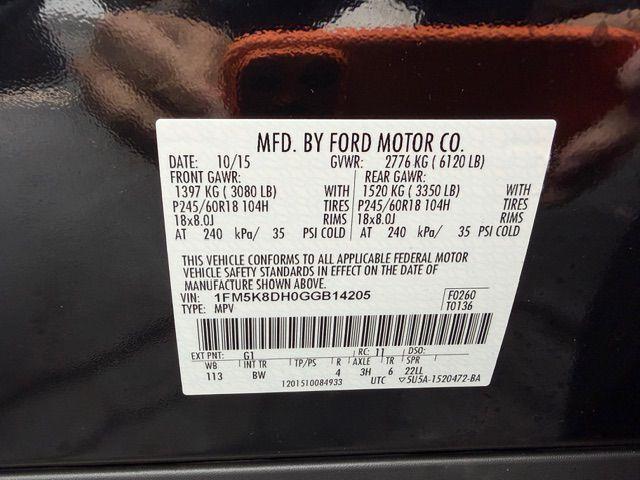 MFD. BY FORD MOTOR CO.
DATE: 10/15 GVWR: 2776 KG ( 6120 LB)
FRONT GAWR: REAR GAWR:
1397 KG ( 3080 LB) WITH 1520 KG ( 3350 LB) WITH
P245/60R18 104H TIRES P245/60R18 104H TIRES
18x8.0J RIMS 18x8.0J RIMS
AT 240 kPa/ 35 PSI COLD AT 240 kPa/ 35 PSI COLD
THIS VEHICLE CONFORMS TO ALL APPLICABLE FEDERAL MOTOR
VEHICLE SAFETY STANDARDS IN EFFECT ON THE DATE OF
MANUFACTURE SHOWN ABOVE.
VIN: 1FM5K8DH0GGB14205 F0260
TYPE: MPV T0136
EXT PNT: G1 RC: 11 DSO:
WB INT TR TP/PS R AXLE TR SPR
113 BW 4 3H 6 22LL
1201510084933 UTC ▽5U5A-1520472-BA